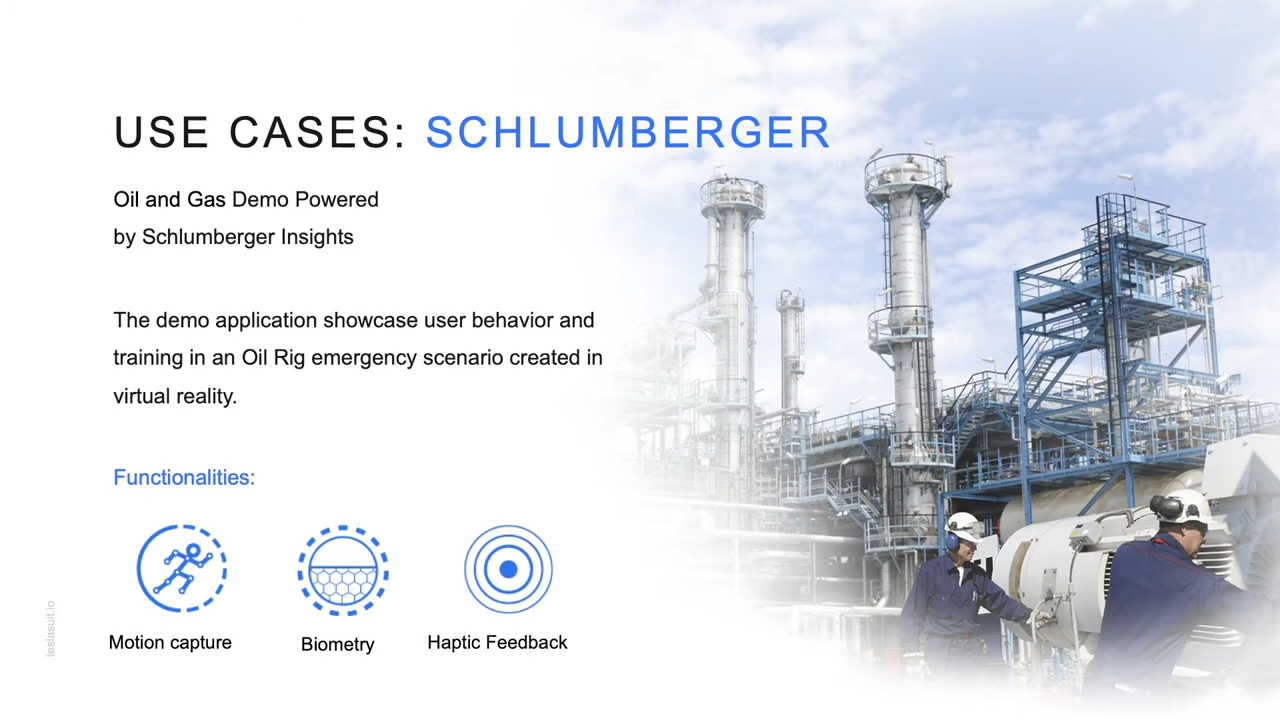 USE CASES: SCHLUMBERGER
Oil and Gas Demo Powered
by Schlumberger Insights
The demo application showcase user behavior and
training in an Oil Rig emergency scenario created in
virtual reality.
Functionalities:
Motion capture
Biometry
Haptic Feedback
teslasuit.io